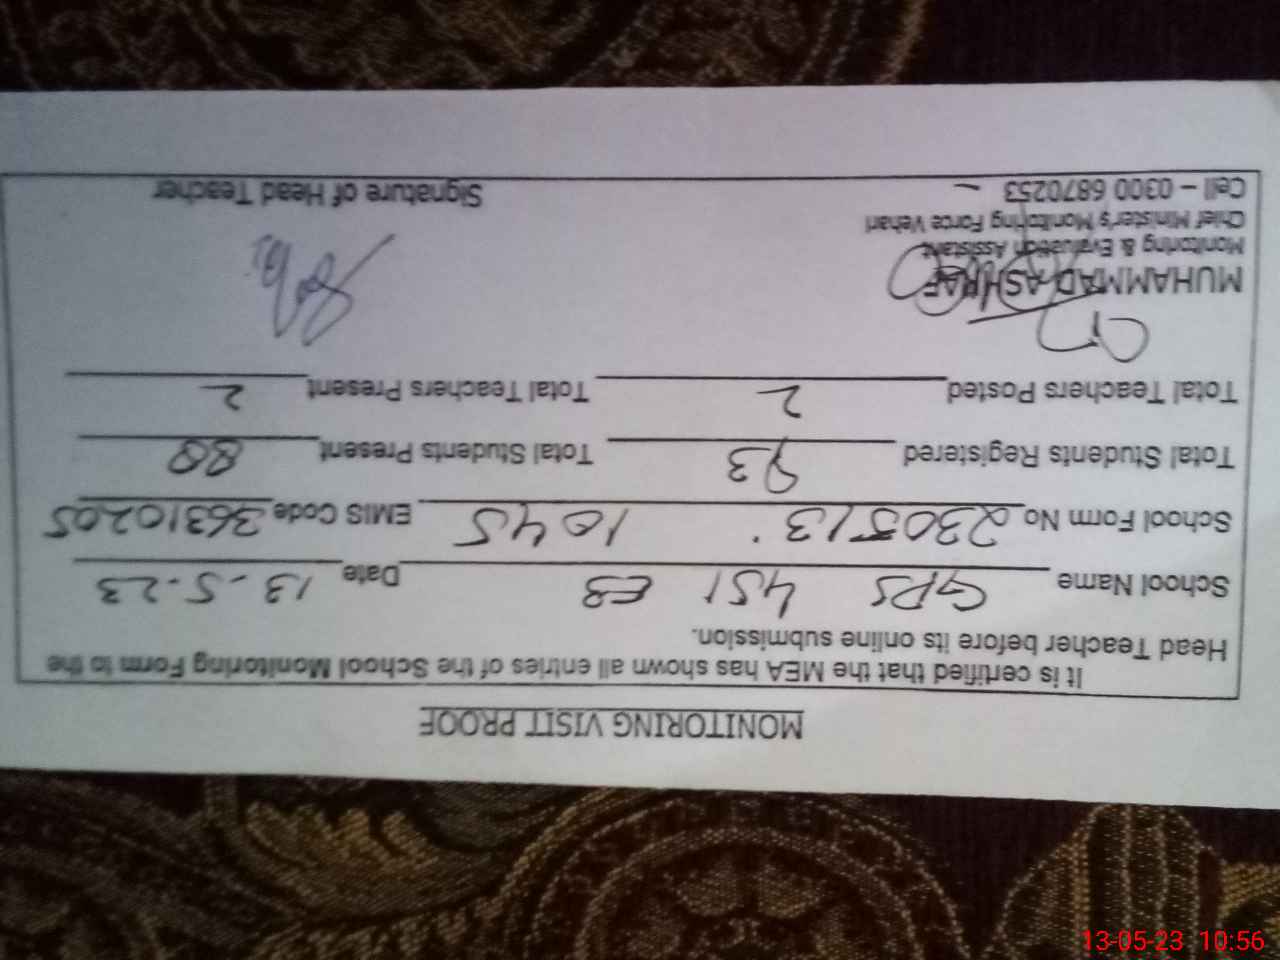 MONITORING VISIT PROOF
It is certified that the MEA has shown all entries of the School Monitoring Form to the
Head Teacher before its online submission.
School Name GPS 451 EB Date 13.5.23
School Form No 230513 1045 EMIS Code 36310205
Total Students Registered 93 Total Students Present 88
Total Teachers Posted 2 Total Teachers Present 2
MUHAMMAD ASHRAF
Monitoring & Evaluation Assistant
Chief Minister's Monitoring Force Vehari
Cell – 0300 6870253
Signature of Head Teacher
13-05-23 10:56